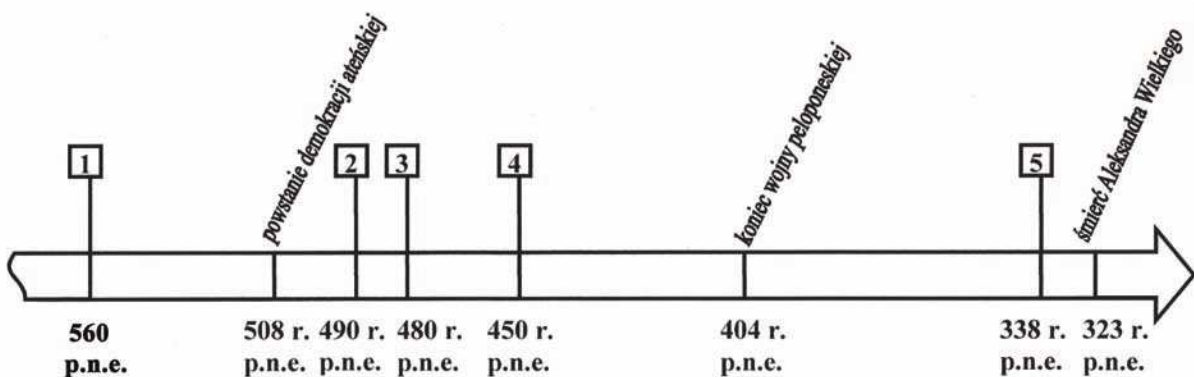 powstanie demokracji ateńskiej
koniec wojny peloponeskiej
śmierć Aleksandra Wielkiego
1
2
3
4
5
560
p.n.e.
508 r.
p.n.e.
490 r.
p.n.e.
480 r.
p.n.e.
450 r.
p.n.e.
404 r.
p.n.e.
338 r.
p.n.e.
323 r.
p.n.e.